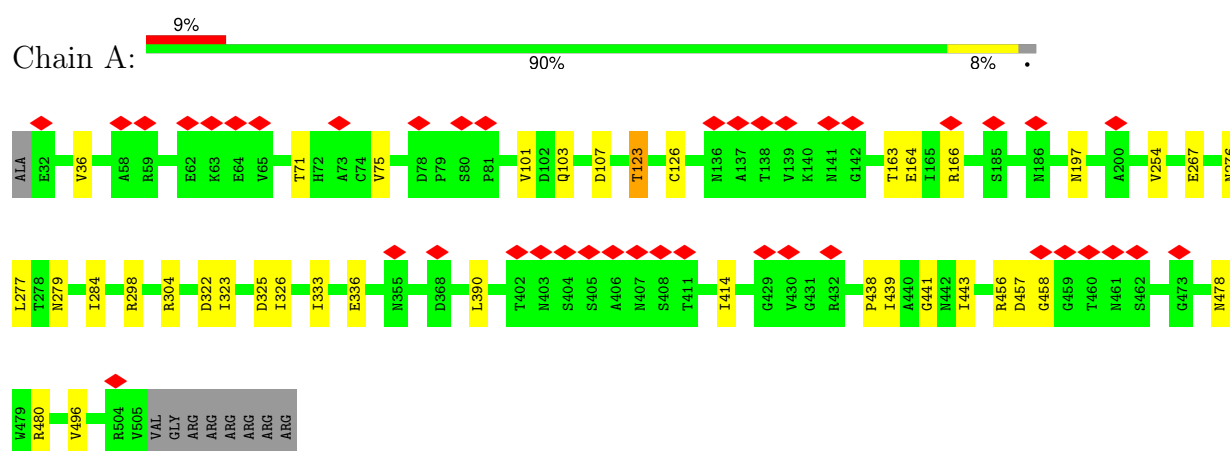 9%
Chain A:
90% 8% •
ALA E32 V36 A58 R59 E62 K63 E64 V65 T71 H72 A73 C74 V75 D78 P79 S80 P81 V101 D102 Q103 D107 T123 C126 N136 A137 T138 V139 K140 N141 G142 T163 E164 I165 R166 S185 N186 N197 A200 V254 E267 N276
L277 T278 N279 I284 R298 R304 D322 I323 D325 I326 I333 E336 N355 D368 L390 T402 N403 S404 S405 A406 N407 S408 T411 I414 G429 V430 G431 R432 P438 I439 A440 G441 N442 I443 R456 D457 G458 G459 T460 N461 S462 G473 N478
W479 R480 V496 R504 V505 VAL GLY ARG ARG ARG ARG ARG ARG